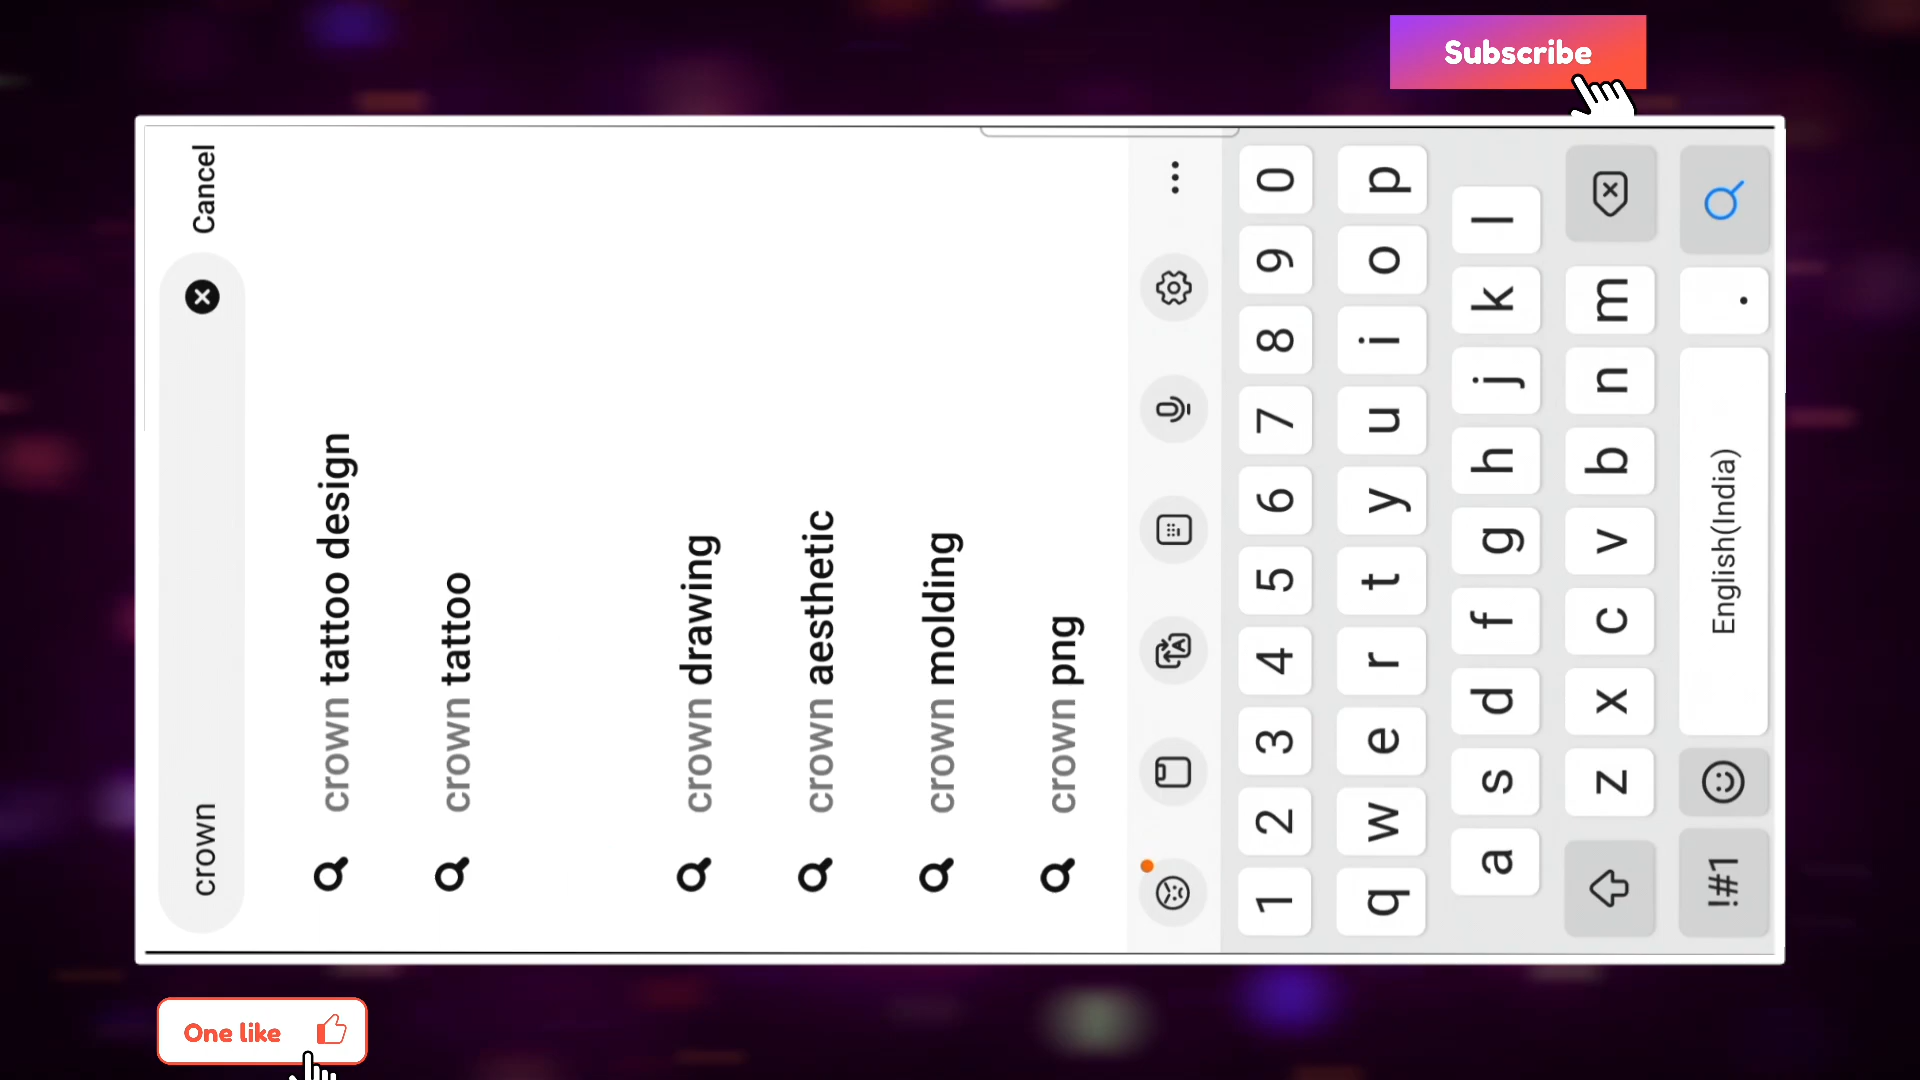 Subscribe
crown
Cancel
crown tattoo design
crown tattoo
crown drawing
crown aesthetic
crown molding
crown png
1 2 3 4 5 6 7 8 9 0
q w e r t y u i o p
a s d f g h j k l
z x c v b n m
!#1 English(India) .
One like